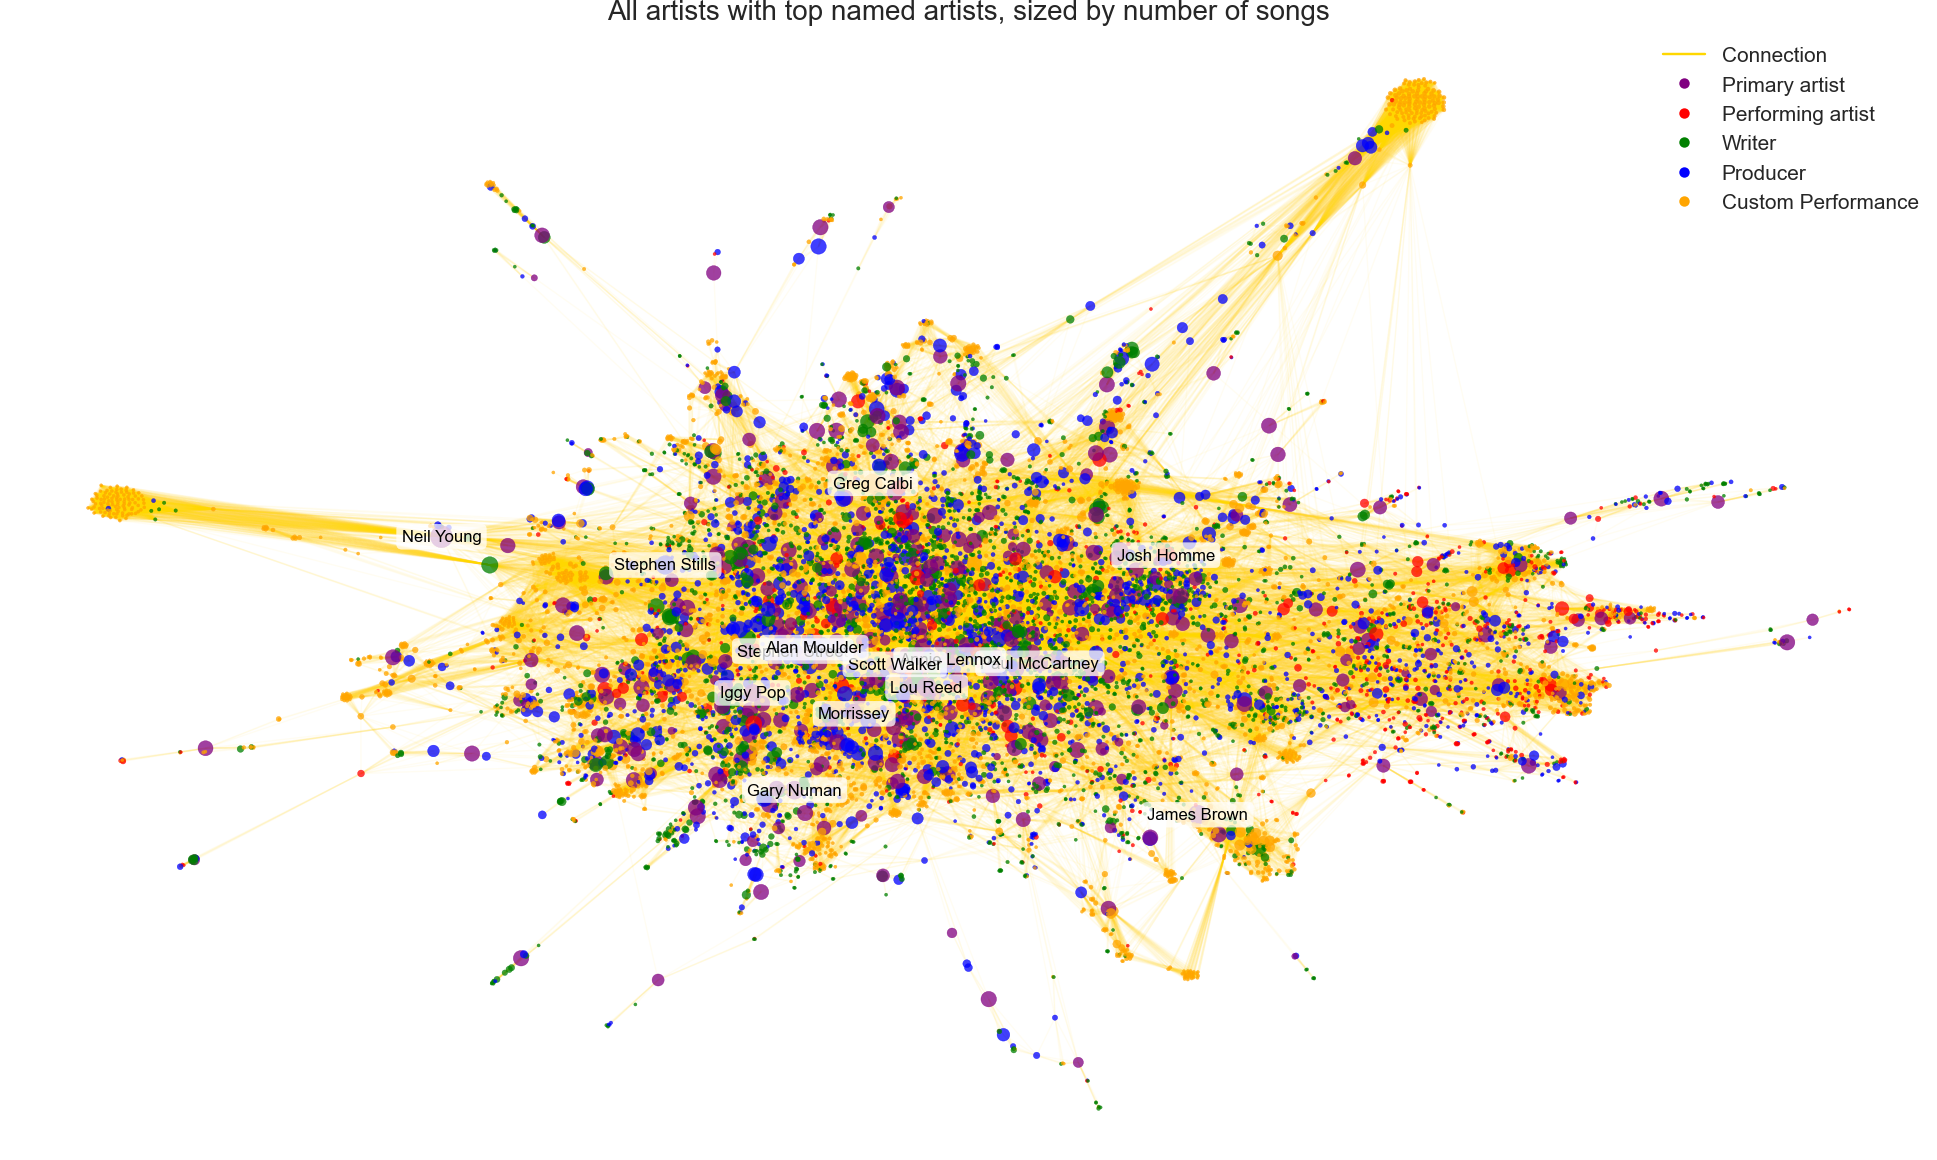 All artists with top named artists, sized by number of songs
Connection
Primary artist
Performing artist
Writer
Producer
Custom Performance
Greg Calbi
Neil Young
Stephen Stills
Josh Homme
Alan Moulder
Scott Walker
Lennox
McCartney
Iggy Pop
Lou Reed
Morrissey
Gary Numan
James Brown